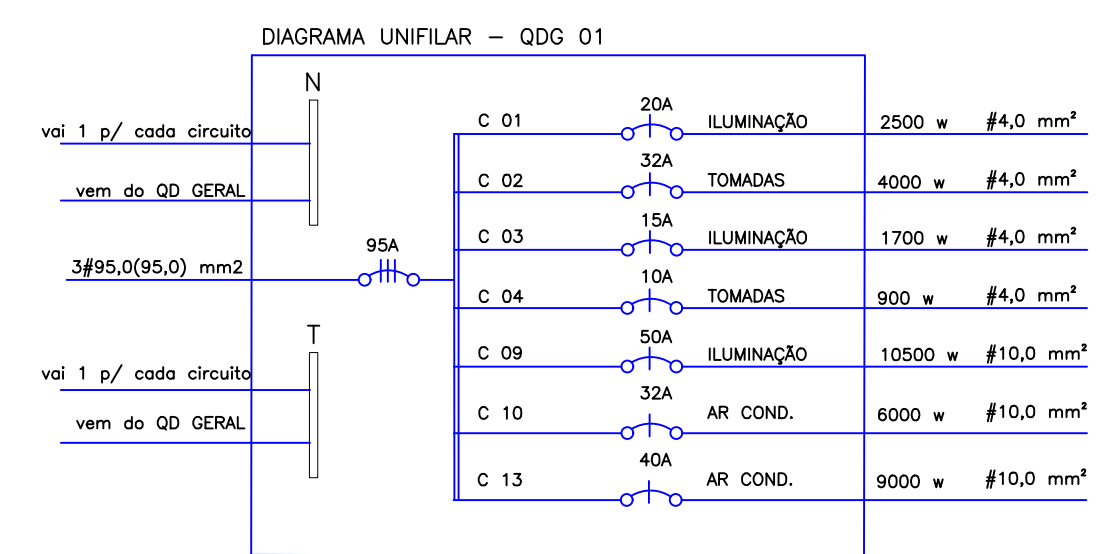 DIAGRAMA UNIFILAR – QDG 01
N
vai 1 p/ cada circuito
vem do QD GERAL
3#95,0(95,0) mm2
95A
T
vai 1 p/ cada circuito
vem do QD GERAL
C 01 20A ILUMINAÇÃO 2500 w #4,0 mm²
C 02 32A TOMADAS 4000 w #4,0 mm²
C 03 15A ILUMINAÇÃO 1700 w #4,0 mm²
C 04 10A TOMADAS 900 w #4,0 mm²
C 09 50A ILUMINAÇÃO 10500 w #10,0 mm²
C 10 32A AR COND. 6000 w #10,0 mm²
C 13 40A AR COND. 9000 w #10,0 mm²